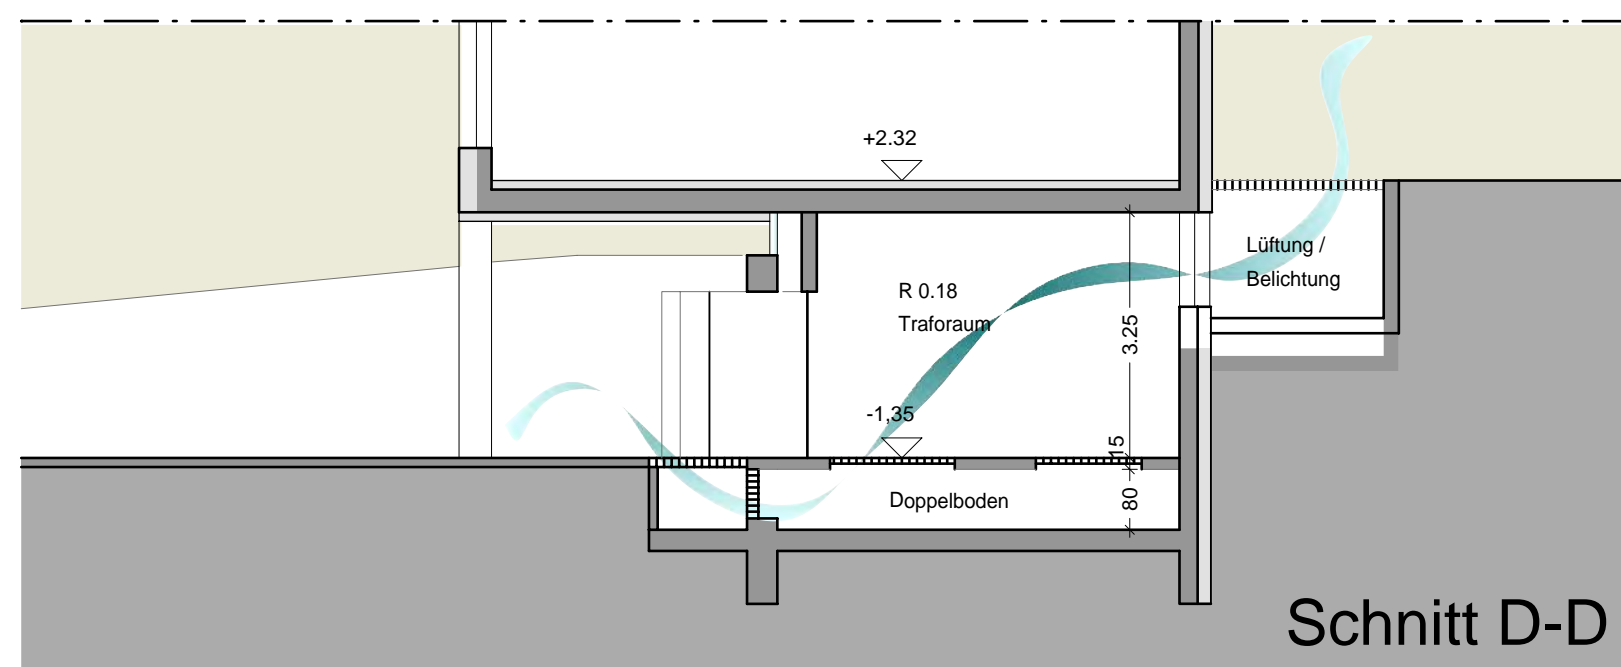 +2.32
Lüftung /
Belichtung
R 0.18
Traforaum
3.25
-1,35
15
80
Doppelboden
Schnitt D-D